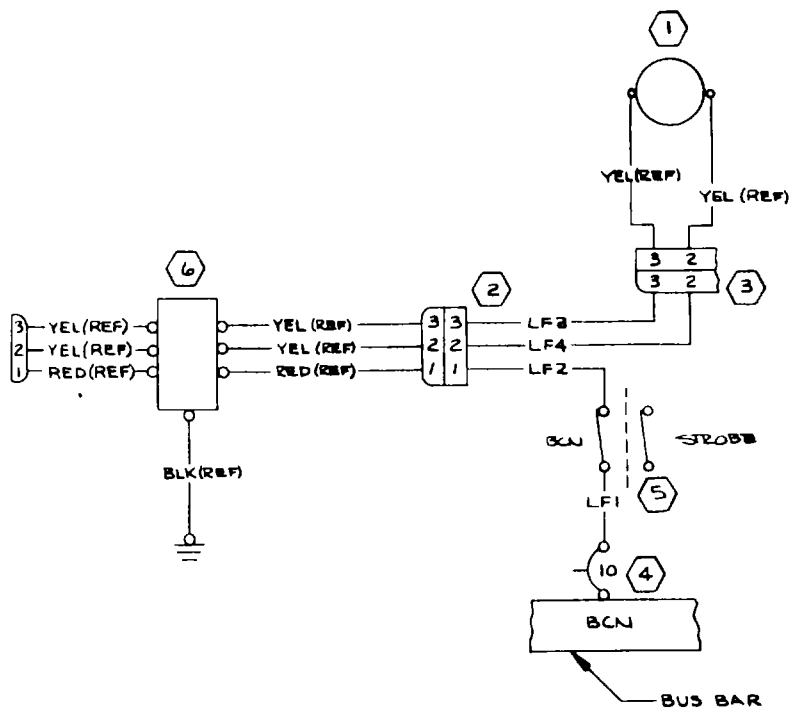 1
YEL(REF)
YEL (REF)
6
2
3 2
3 2
3
3 YEL(REF) YEL (REF) 3 3 LF3
2 YEL(REF) YEL (REF) 2 2 LF4
1 RED(REF) RED(REF) 1 1 LF2
BCN STROBE
BLK(REF)
5
LF1
10 4
BCN
BUS BAR